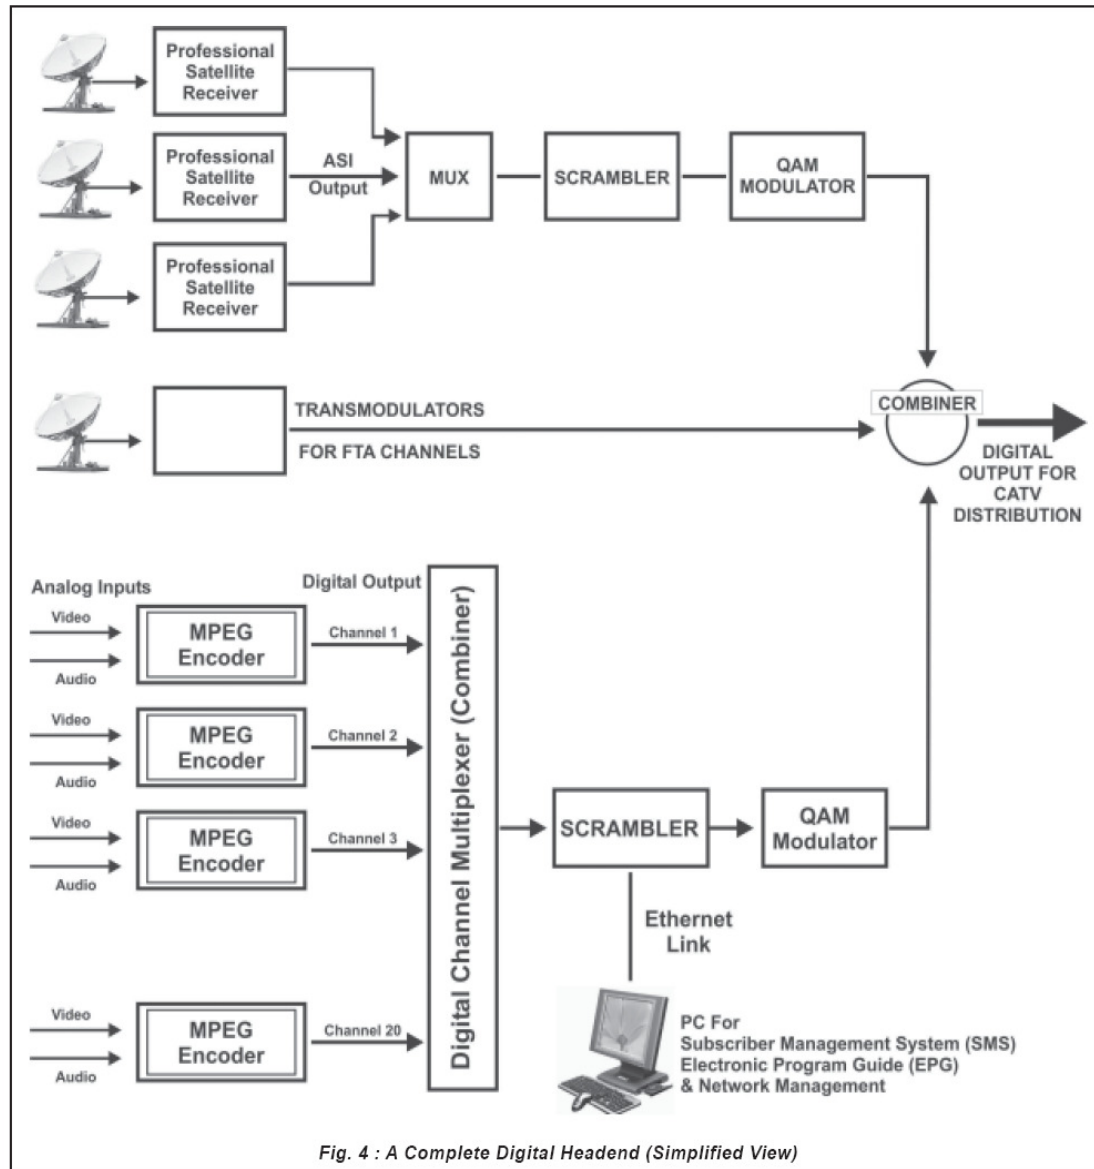 Professional
Satellite
Receiver
Professional
Satellite
Receiver
ASI
Output
Professional
Satellite
Receiver
MUX
SCRAMBLER
QAM
MODULATOR
TRANSMODULATORS
FOR FTA CHANNELS
COMBINER
DIGITAL
OUTPUT FOR
CATV
DISTRIBUTION
Analog Inputs
Digital Output
Video
Audio
MPEG
Encoder
Channel 1
Video
Audio
MPEG
Encoder
Channel 2
Video
Audio
MPEG
Encoder
Channel 3
Video
Audio
MPEG
Encoder
Channel 20
Digital Channel Multiplexer (Combiner)
SCRAMBLER
QAM
Modulator
Ethernet
Link
PC For
Subscriber Management System (SMS)
Electronic Program Guide (EPG)
& Network Management
Fig. 4 : A Complete Digital Headend (Simplified View)